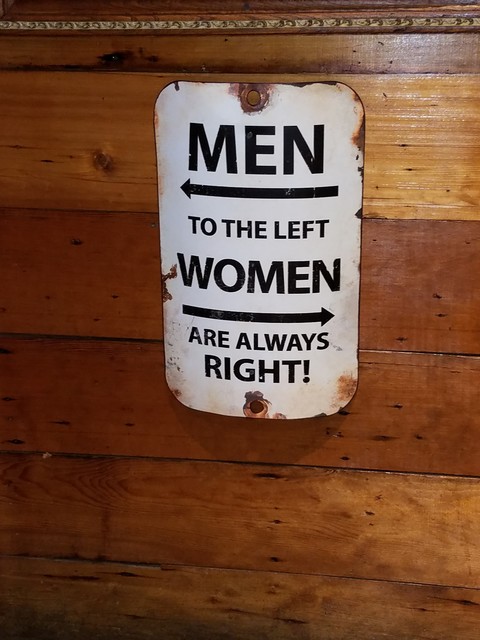 MEN
TO THE LEFT
WOMEN
ARE ALWAYS
RIGHT!